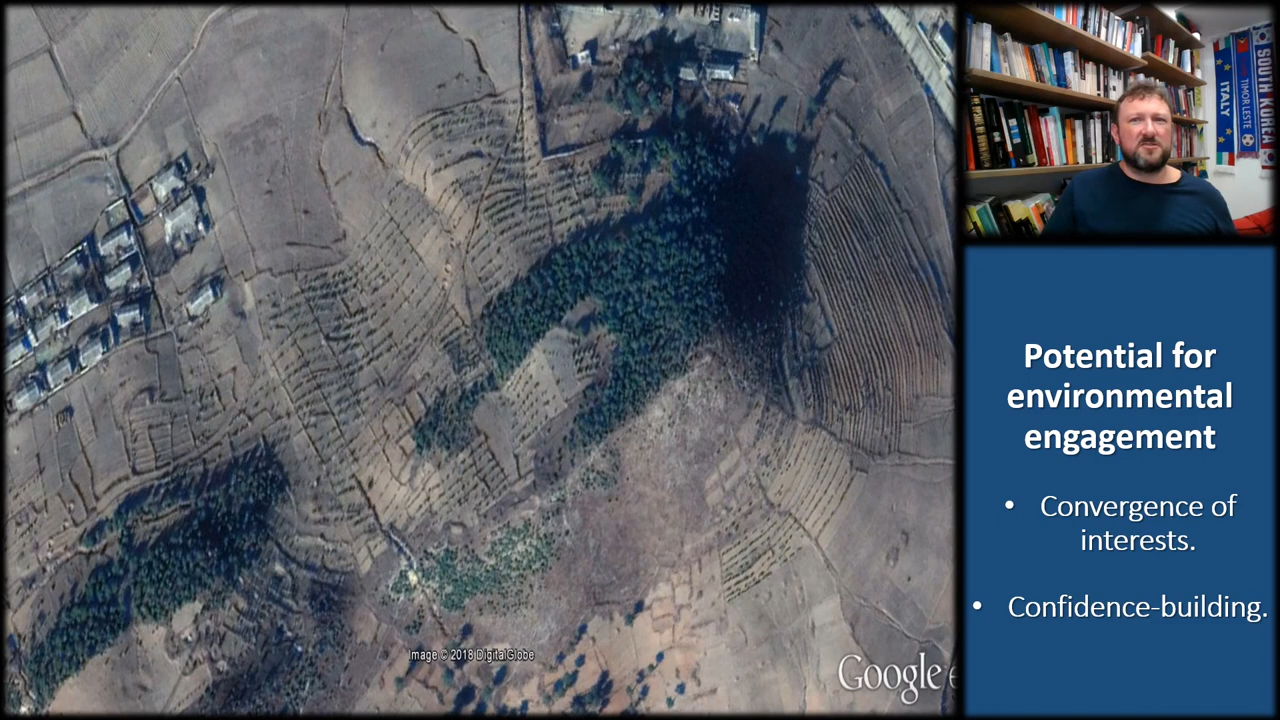 ITALY
TIMOR LESTE
SOUTH KOREA
Potential for
environmental
engagement
• Convergence of
interests.
• Confidence-building.
Image © 2018 DigitalGlobe
Google